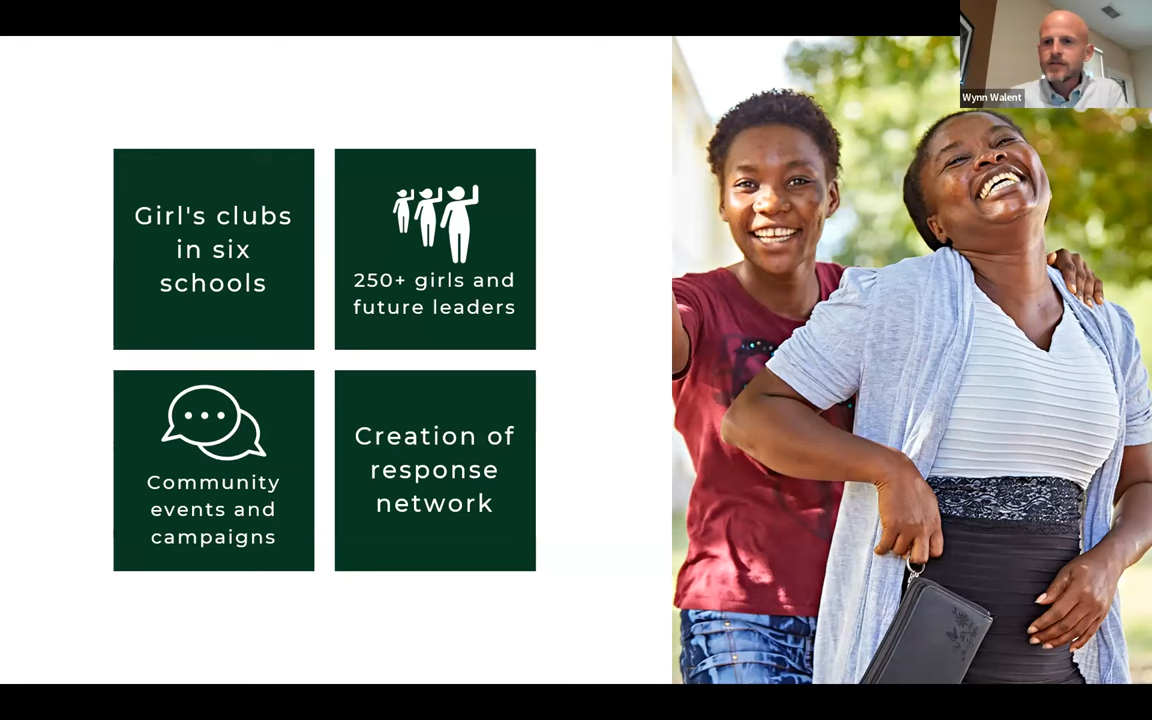 Wynn Walent
Girl's clubs
in six
schools
250+ girls and
future leaders
Community
events and
campaigns
Creation of
response
network